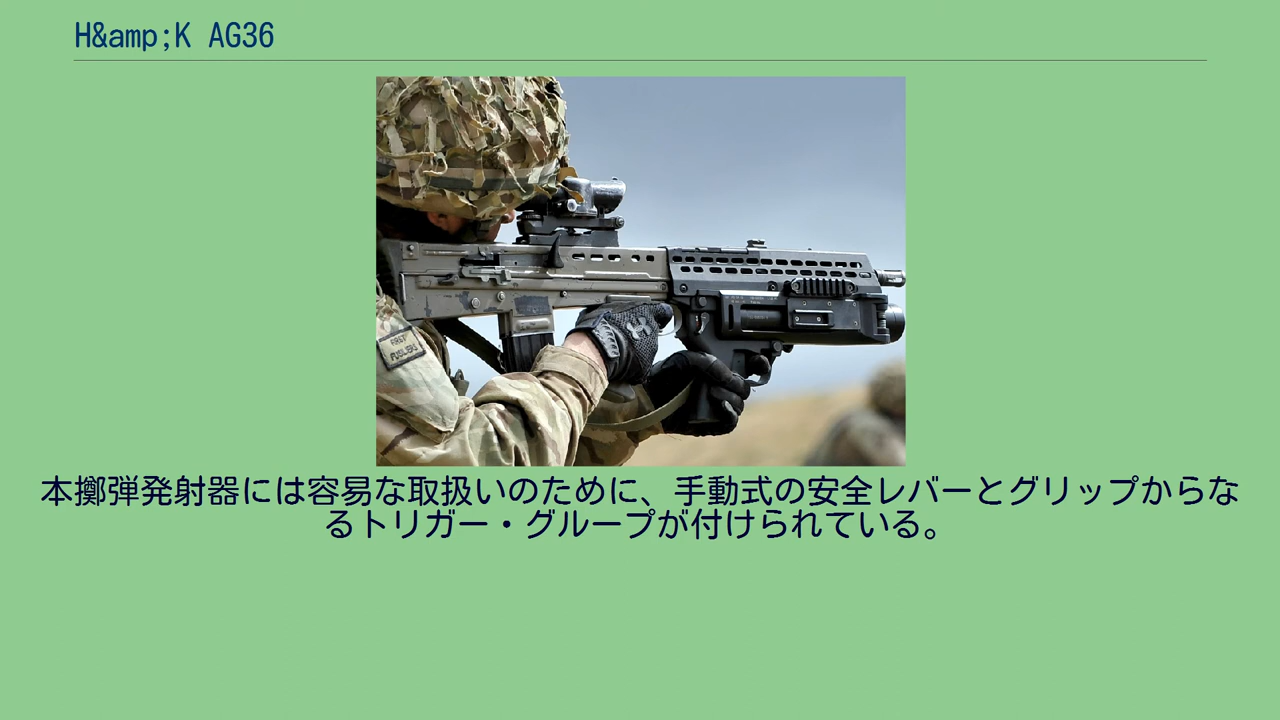 H&amp;K AG36
本擲弾発射器には容易な取扱いのために、手動式の安全レバーとグリップからな
るトリガー・グループが付けられている。